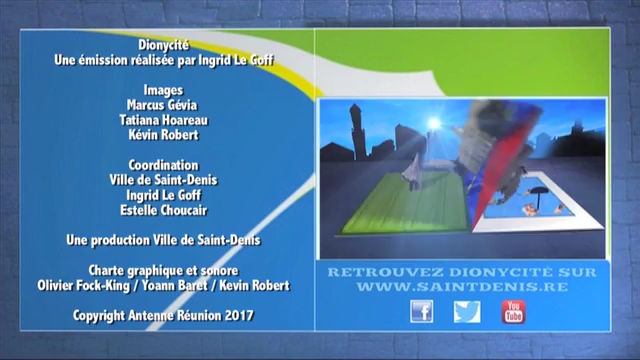 Dionycité
Une émission réalisée par Ingrid Le Goff
Images
Marcus Gévia
Tatiana Hoareau
Kévin Robert
Coordination
Ville de Saint-Denis
Ingrid Le Goff
Estelle Choucair
Une production Ville de Saint-Denis
Charte graphique et sonore
Olivier Fock-King / Yoann Baret / Kevin Robert
Copyright Antenne Réunion 2017
RETROUVEZ DIONYCITÉ SUR
WWW.SAINTDENIS.RE
f
You
Tube